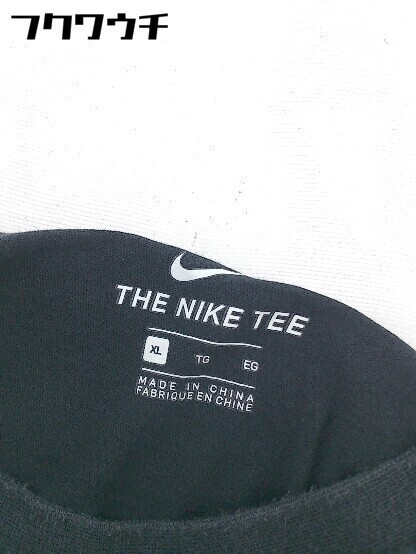 フクワウチ
THE NIKE TEE
XL TG EG
MADE IN CHINA
FABRIQUE EN CHINE